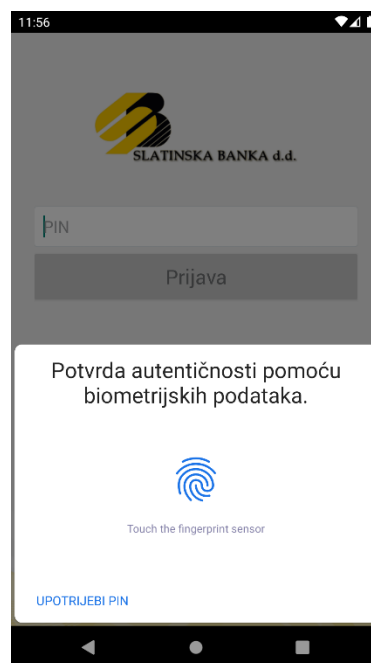 11:56
SLATINSKA BANKA d.d.
PIN
Prijava
Potvrda autentičnosti pomoću
biometrijskih podataka.
Touch the fingerprint sensor
UPOTRIJEBI PIN